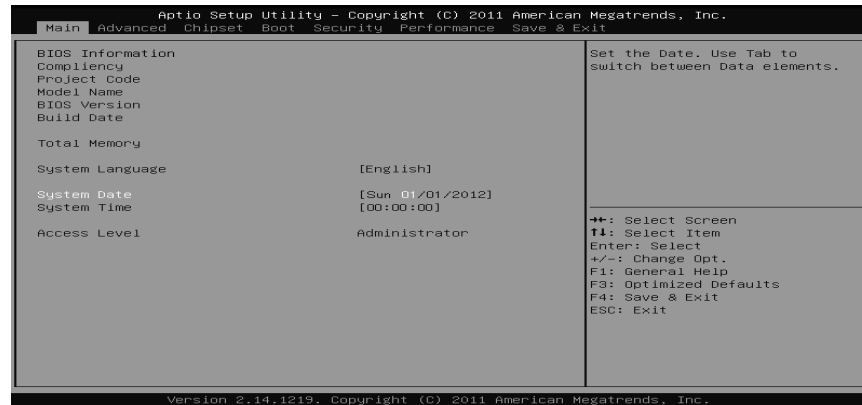 Aptio Setup Utility – Copyright (C) 2011 American Megatrends, Inc.
Main Advanced Chipset Boot Security Performance Save & Exit
BIOS Information
Compliency
Project Code
Model Name
BIOS Version
Build Date
Total Memory
System Language [English]
System Date [Sun 01/01/2012]
System Time [00:00:00]
Access Level Administrator
Set the Date. Use Tab to
switch between Data elements.
→←: Select Screen
↑↓: Select Item
Enter: Select
+/-: Change Opt.
F1: General Help
F3: Optimized Defaults
F4: Save & Exit
ESC: Exit
Version 2.14.1219. Copyright (C) 2011 American Megatrends, Inc.